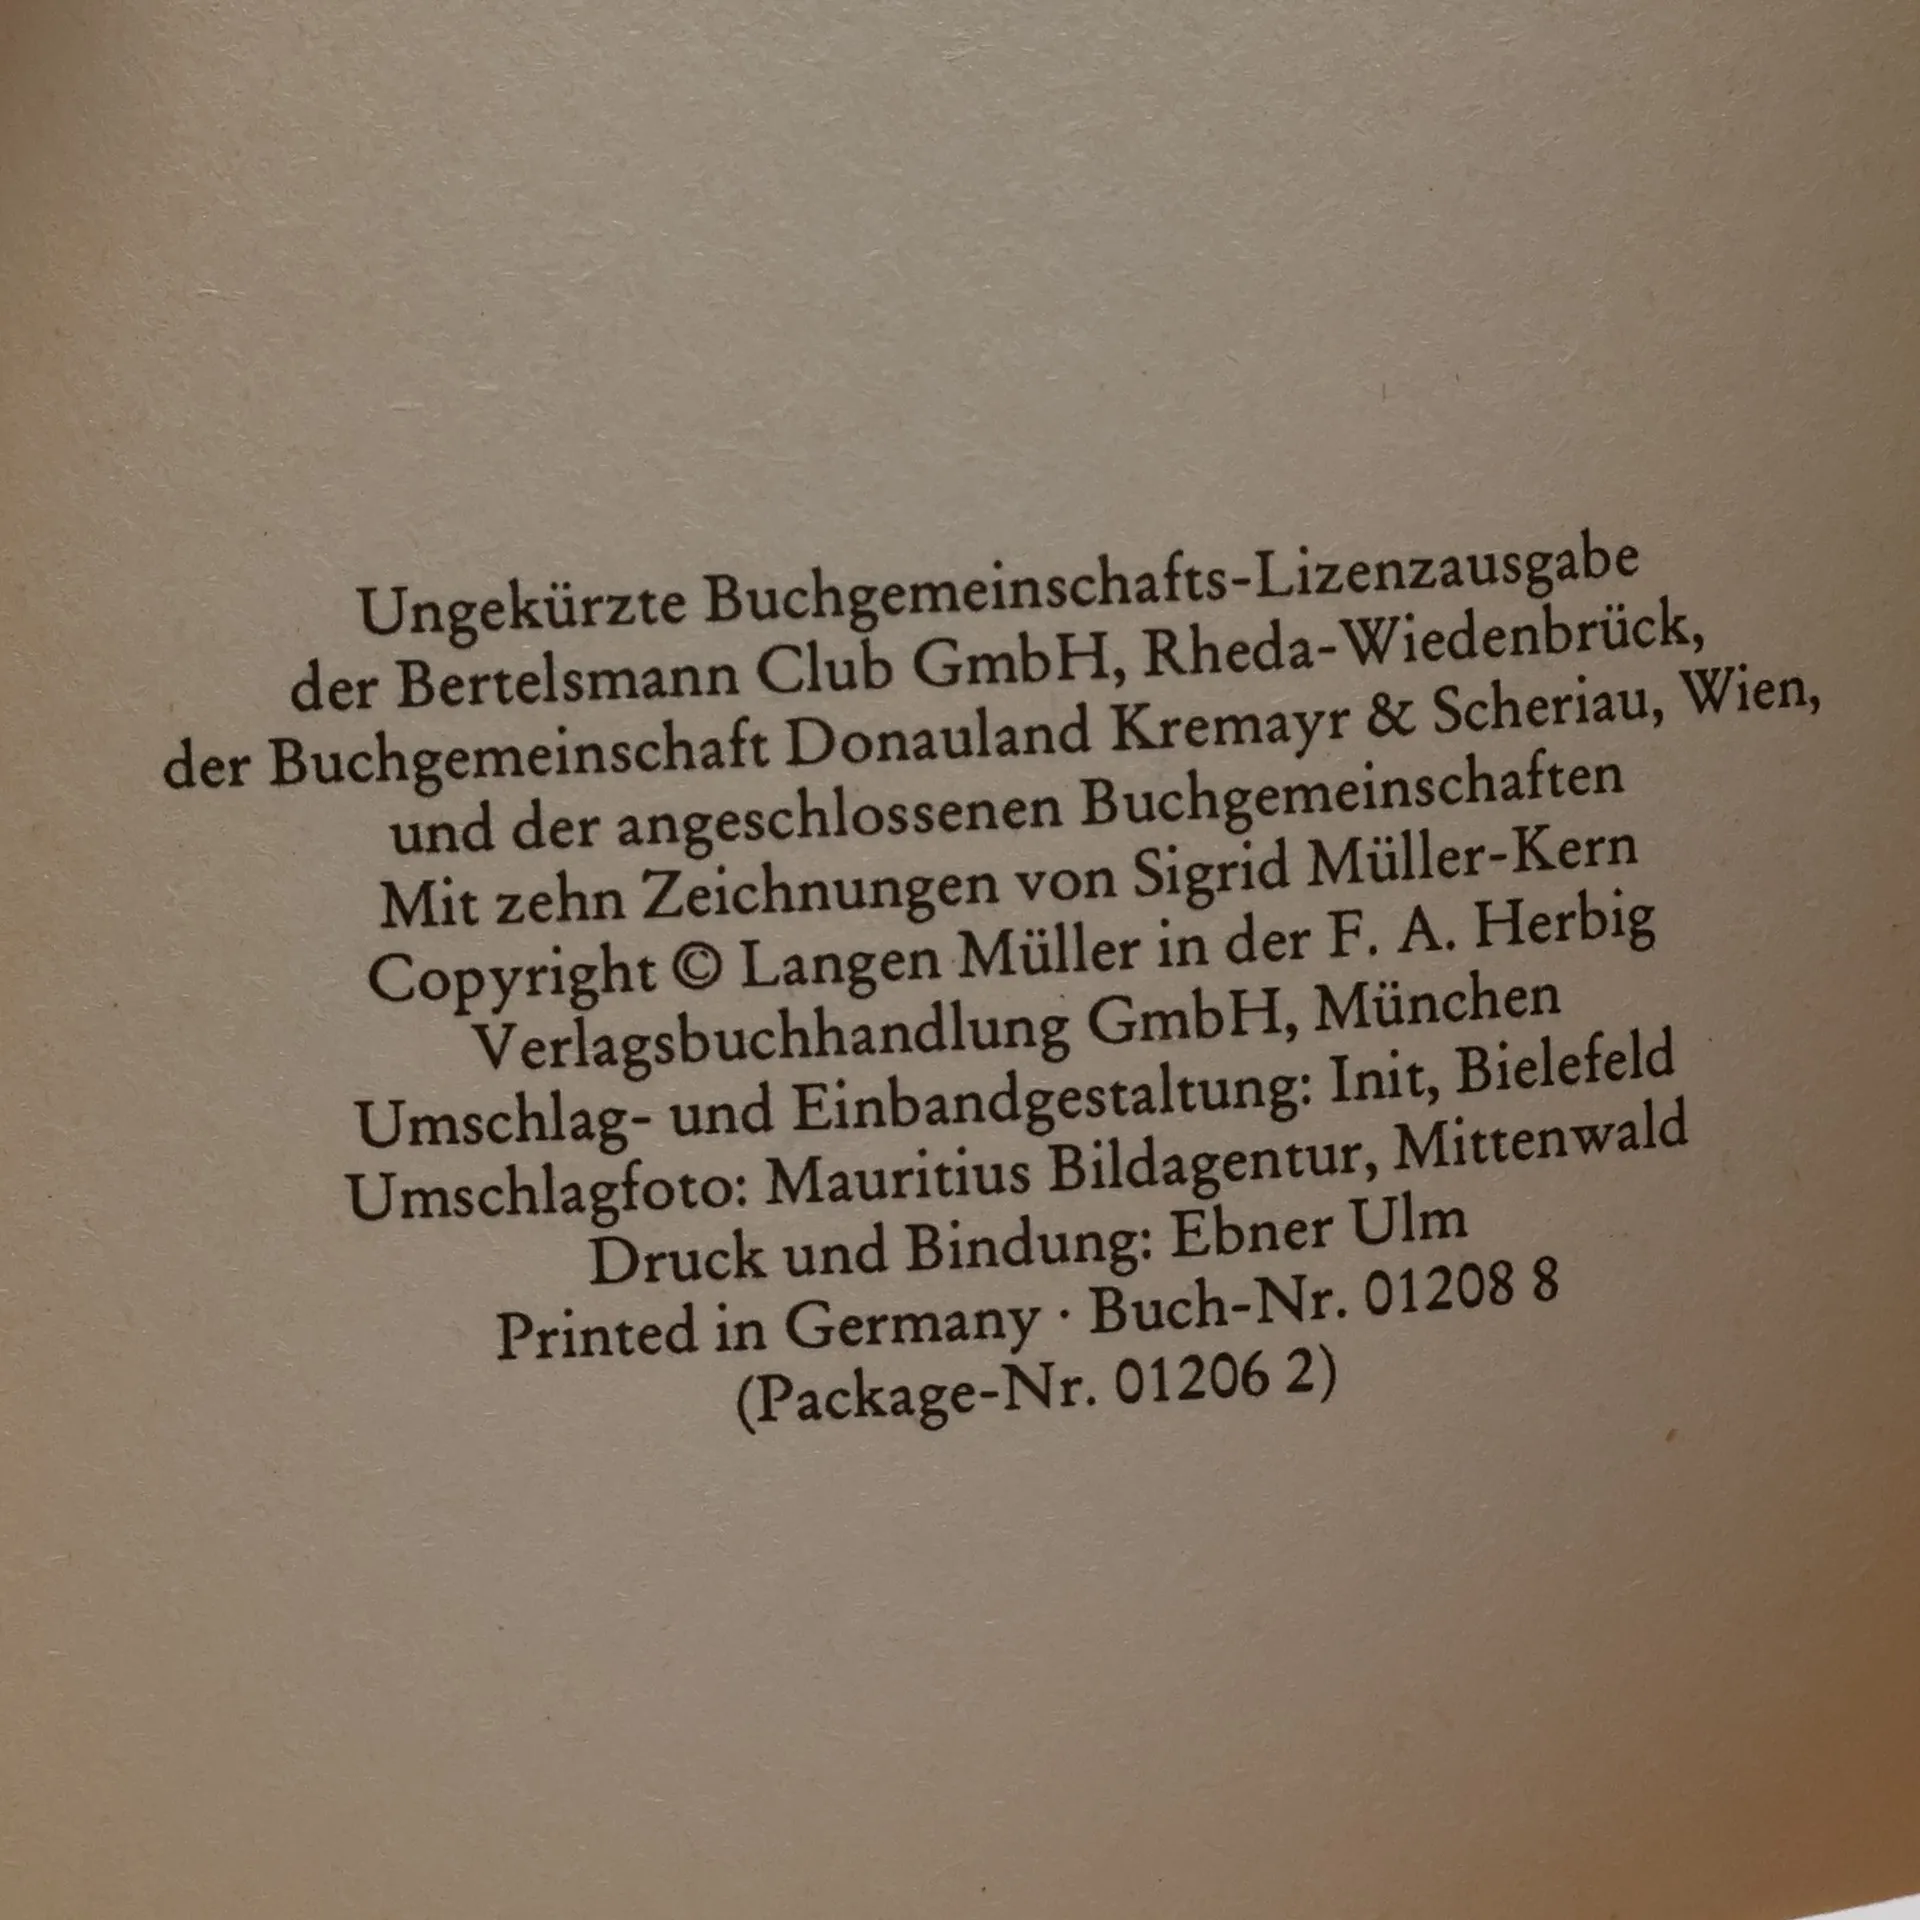 Ungekürzte Buchgemeinschafts-Lizenzausgabe
der Bertelsmann Club GmbH, Rheda-Wiedenbrück,
der Buchgemeinschaft Donauland Kremayr & Scheriau, Wien,
und der angeschlossenen Buchgemeinschaften
Mit zehn Zeichnungen von Sigrid Müller-Kern
Copyright © Langen Müller in der F. A. Herbig
Verlagsbuchhandlung GmbH, München
Umschlag- und Einbandgestaltung: Init, Bielefeld
Umschlagfoto: Mauritius Bildagentur, Mittenwald
Druck und Bindung: Ebner Ulm
Printed in Germany · Buch-Nr. 01208 8
(Package-Nr. 01206 2)